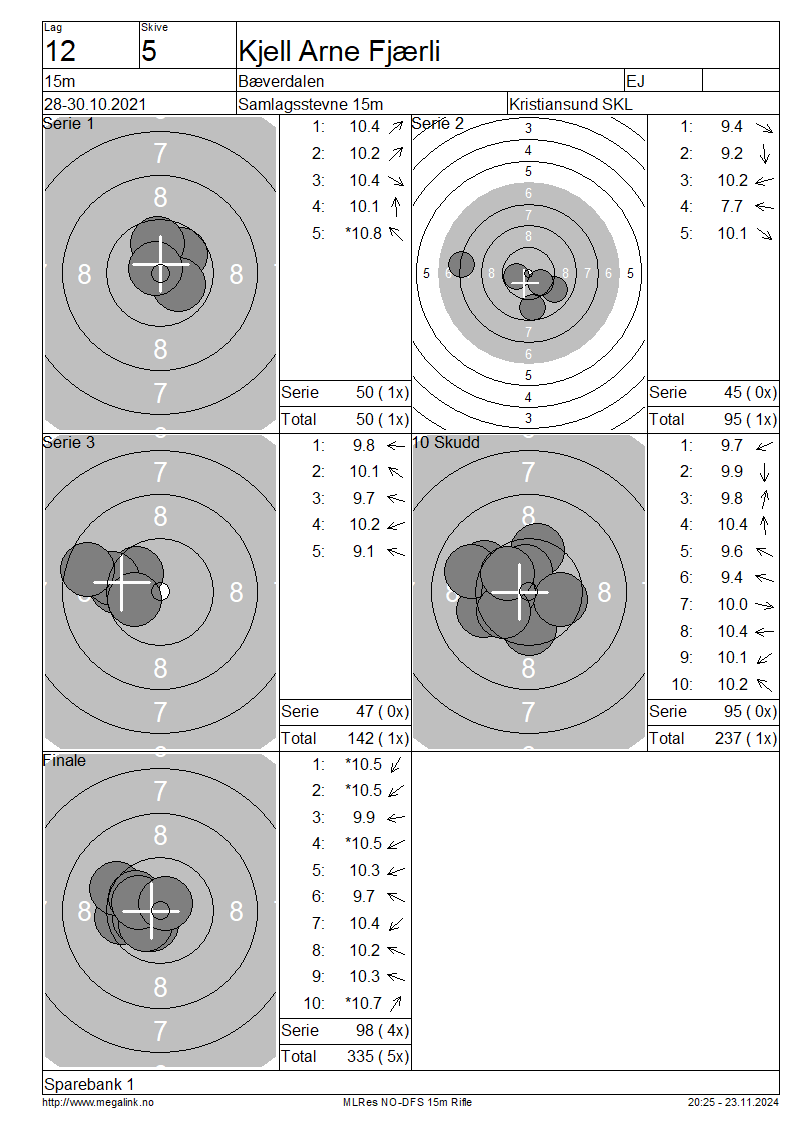 Lag
Skive
12
5
Kjell Arne Fjærli
15m
Bæverdalen
EJ
28-30.10.2021
Samlagsstevne 15m
Kristiansund SKL
Serie 1
7
8
8
8
8
7
1: 10.4
2: 10.2
3: 10.4
4: 10.1
5: *10.8
Serie 50 ( 1x)
Total 50 ( 1x)
Serie 2
3
4
5
6
7
8
5 6 8 8 7 6 5
7
6
5
4
3
1: 9.4
2: 9.2
3: 10.2
4: 7.7
5: 10.1
Serie 45 ( 0x)
Total 95 ( 1x)
Serie 3
7
8
8
8
7
1: 9.8
2: 10.1
3: 9.7
4: 10.2
5: 9.1
Serie 47 ( 0x)
Total 142 ( 1x)
10 Skudd
7
8
8 8
8
7
1: 9.7
2: 9.9
3: 9.8
4: 10.4
5: 9.6
6: 9.4
7: 10.0
8: 10.4
9: 10.1
10: 10.2
Serie 95 ( 0x)
Total 237 ( 1x)
Finale
7
8
8 8
8
7
1: *10.5
2: *10.5
3: 9.9
4: *10.5
5: 10.3
6: 9.7
7: 10.4
8: 10.2
9: 10.3
10: *10.7
Serie 98 ( 4x)
Total 335 ( 5x)
Sparebank 1
http://www.megalink.no
MLRes NO-DFS 15m Rifle
20:25 - 23.11.2024